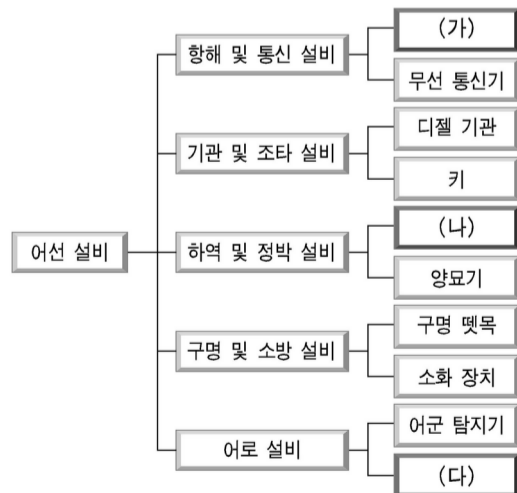 어선 설비
항해 및 통신 설비
(가)
무선 통신기
기관 및 조타 설비
디젤 기관
키
하역 및 정박 설비
(나)
양묘기
구명 및 소방 설비
구명 뗏목
소화 장치
어로 설비
어군 탐지기
(다)